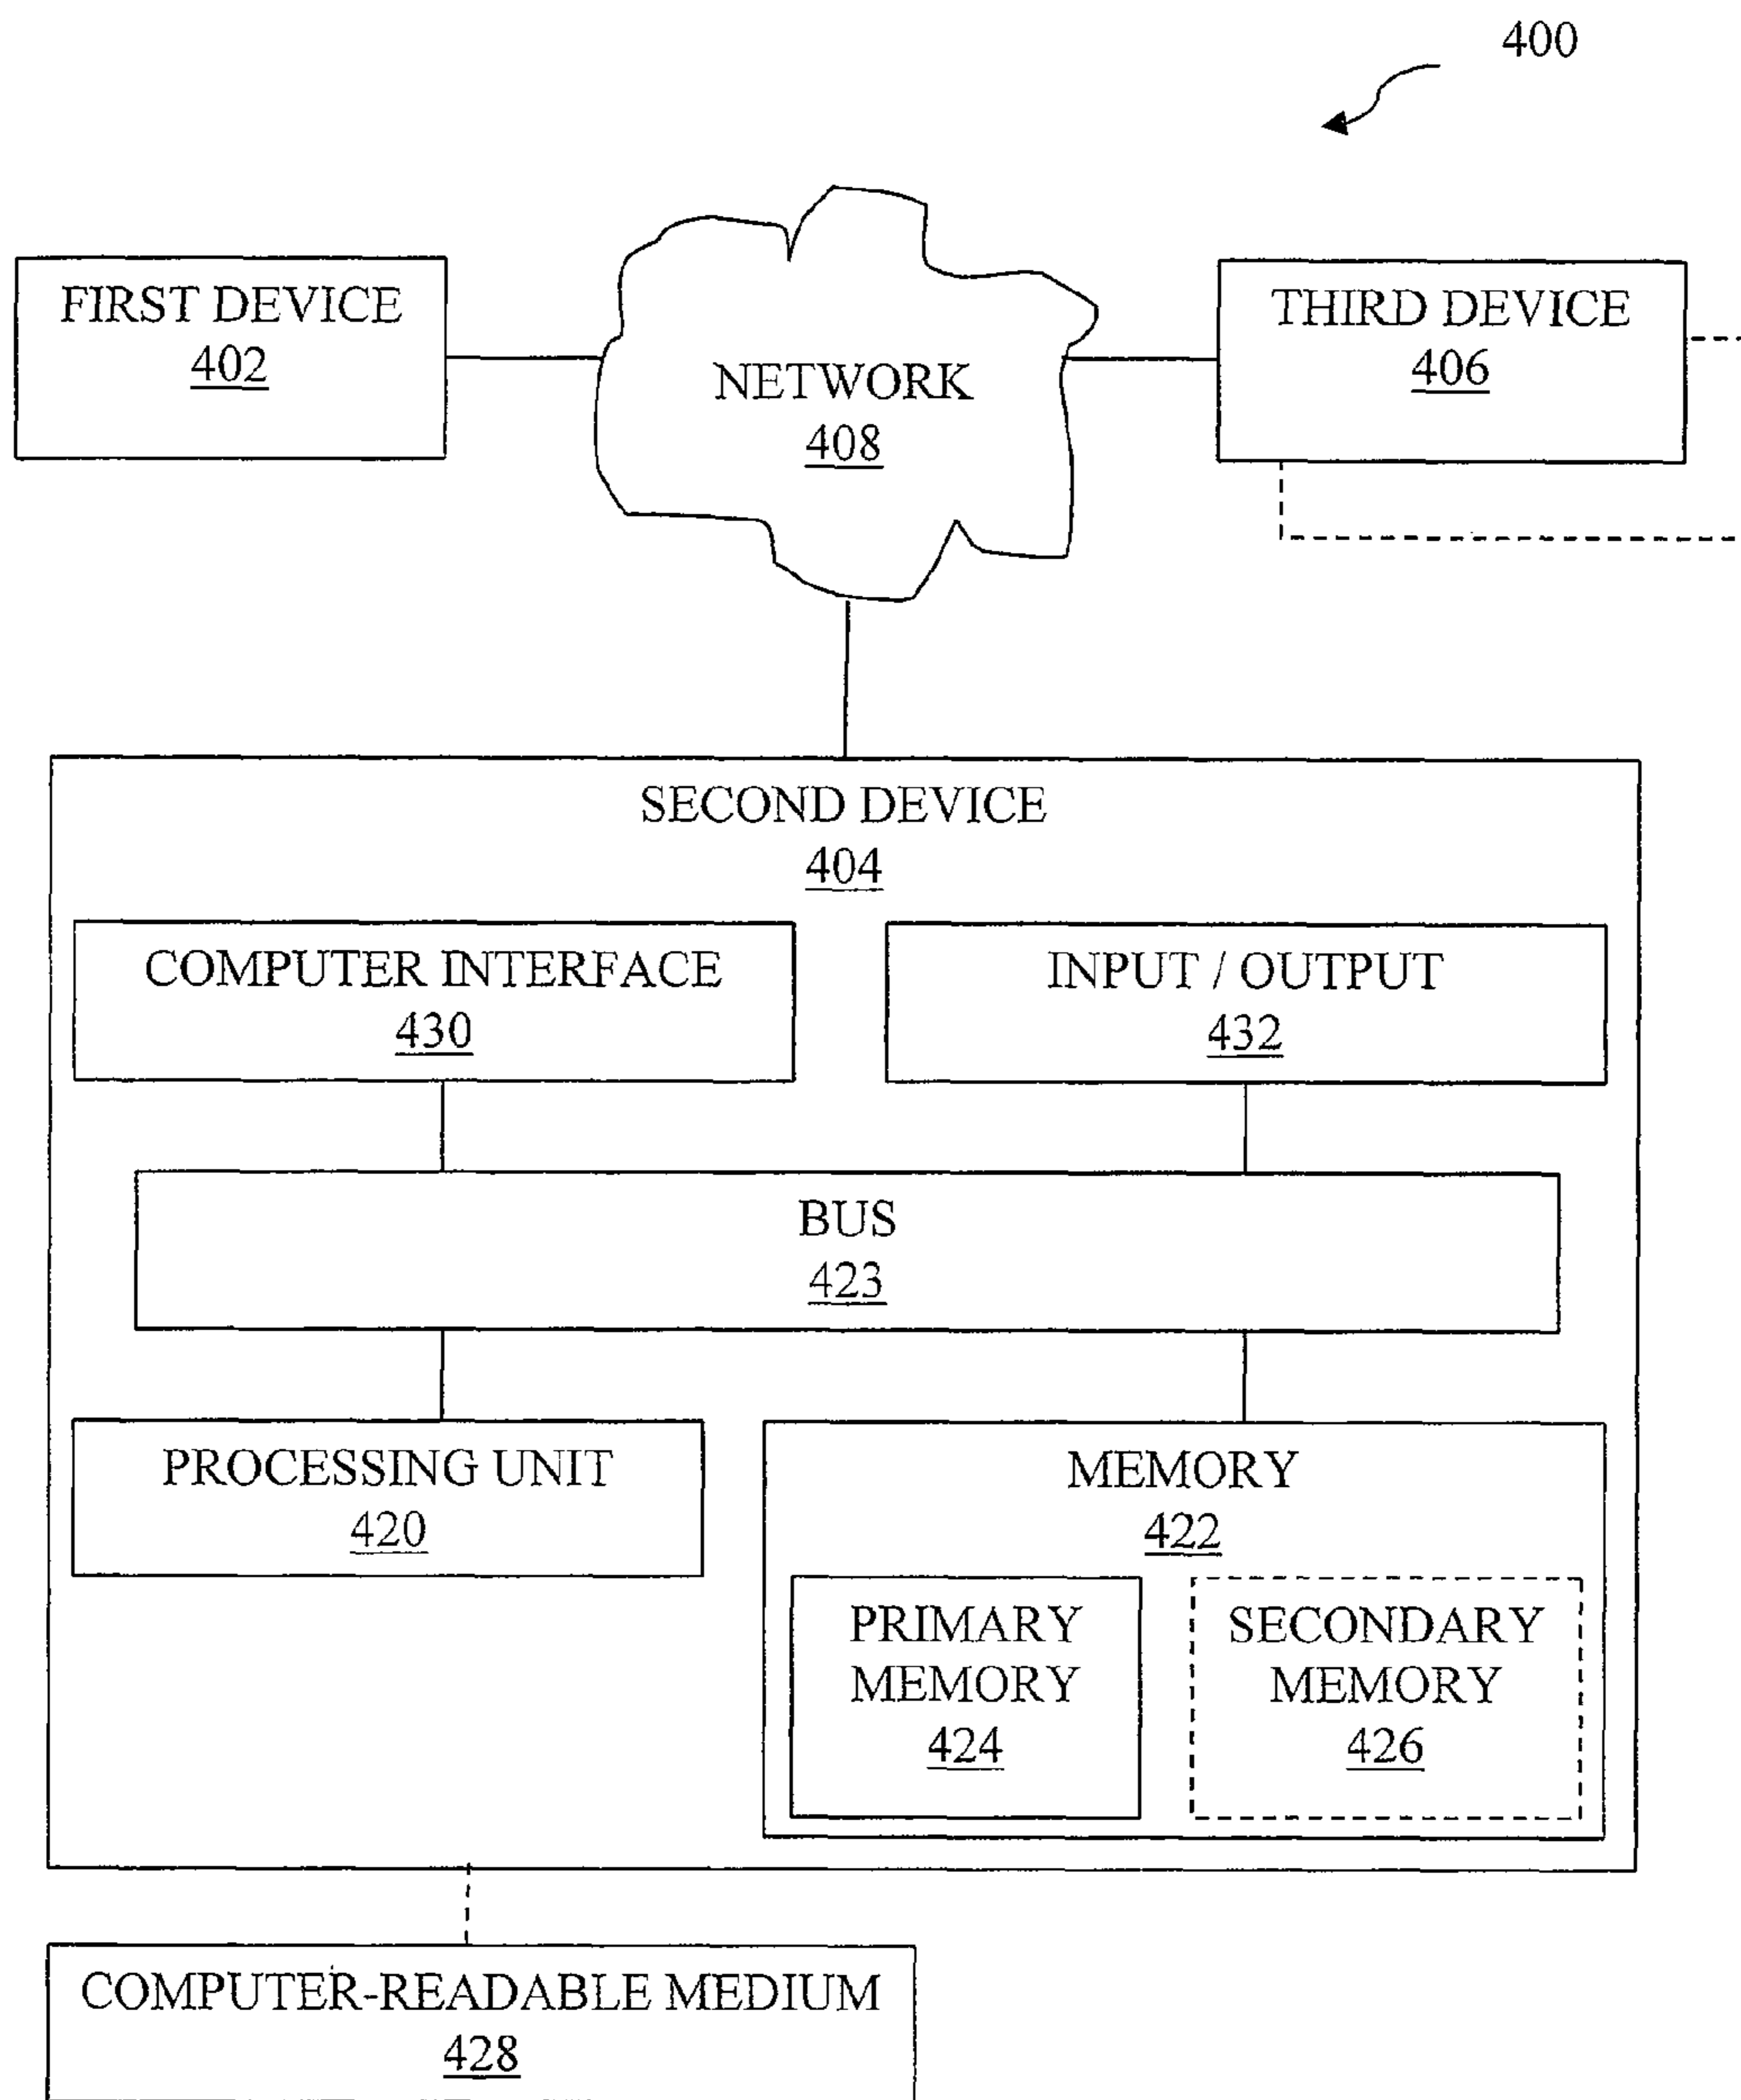 400
FIRST DEVICE
402
NETWORK
408
THIRD DEVICE
406
SECOND DEVICE
404
COMPUTER INTERFACE
430
INPUT / OUTPUT
432
BUS
423
PROCESSING UNIT
420
MEMORY
422
PRIMARY
MEMORY
424
SECONDARY
MEMORY
426
COMPUTER-READABLE MEDIUM
428